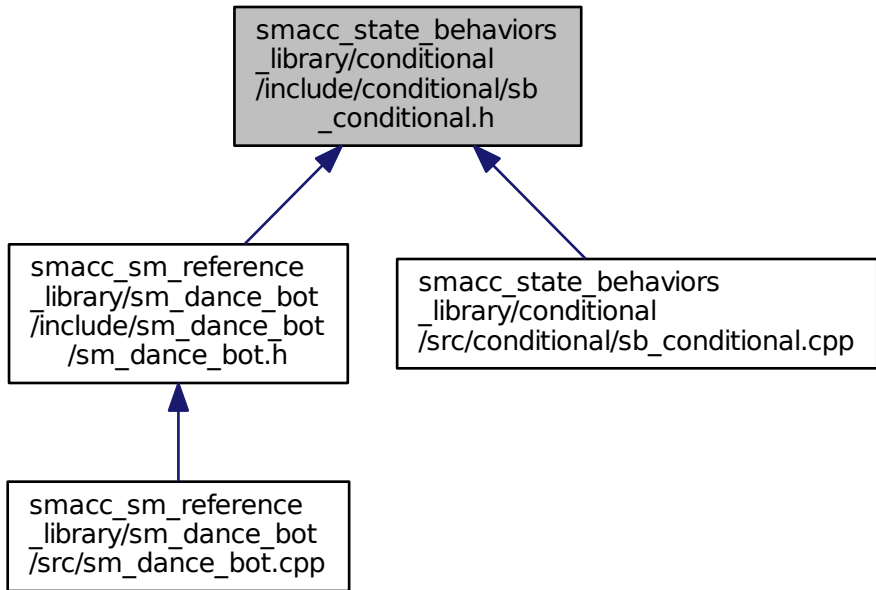 smacc_state_behaviors
_library/conditional
/include/conditional/sb
_conditional.h
smacc_sm_reference
_library/sm_dance_bot
/include/sm_dance_bot
/sm_dance_bot.h
smacc_state_behaviors
_library/conditional
/src/conditional/sb_conditional.cpp
smacc_sm_reference
_library/sm_dance_bot
/src/sm_dance_bot.cpp